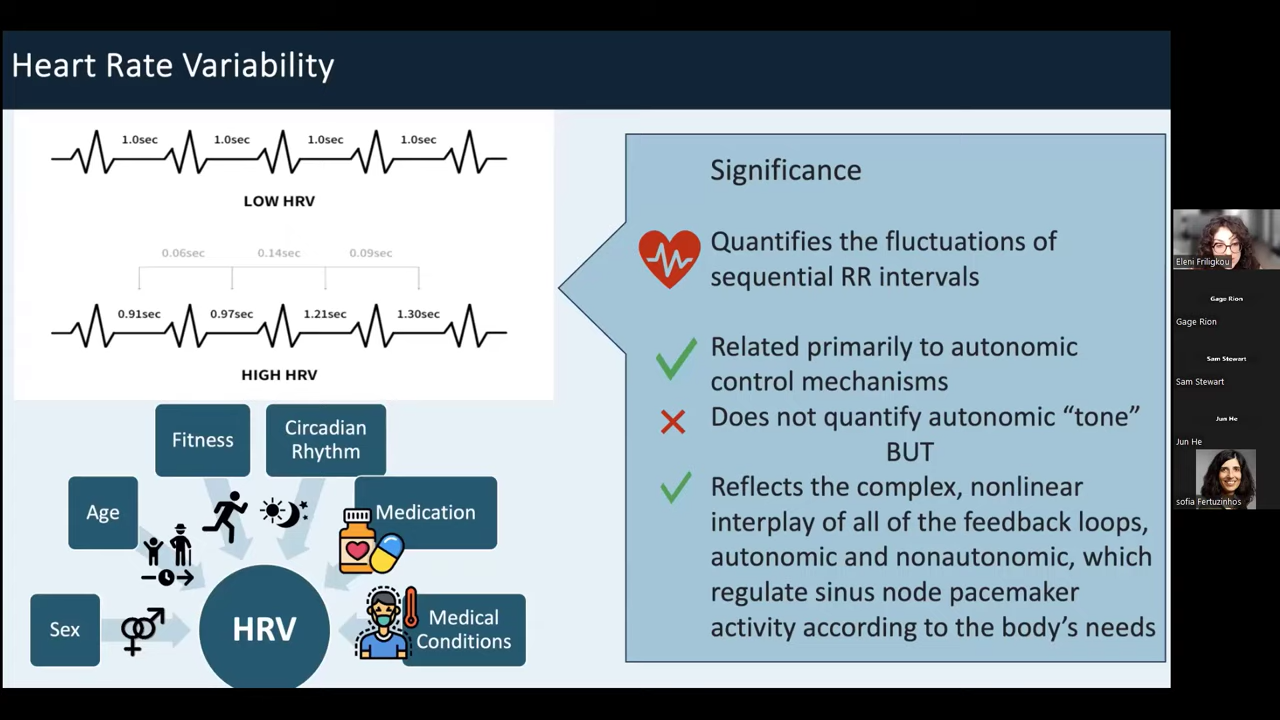 Heart Rate Variability
1.0sec 1.0sec 1.0sec 1.0sec
LOW HRV
0.06sec 0.14sec 0.09sec
0.91sec 0.97sec 1.21sec 1.30sec
HIGH HRV
Fitness
Circadian
Rhythm
Age
Medication
Sex
HRV
Medical
Conditions
Significance
Quantifies the fluctuations of
sequential RR intervals
Related primarily to autonomic
control mechanisms
Does not quantify autonomic “tone”
BUT
Reflects the complex, nonlinear
interplay of all of the feedback loops,
autonomic and nonautonomic, which
regulate sinus node pacemaker
activity according to the body’s needs
Eleni Friligkou
Gage Rion
Gage Rion
Sam Stewart
Sam Stewart
Jun He
Jun He
sofia Fertuzinhos